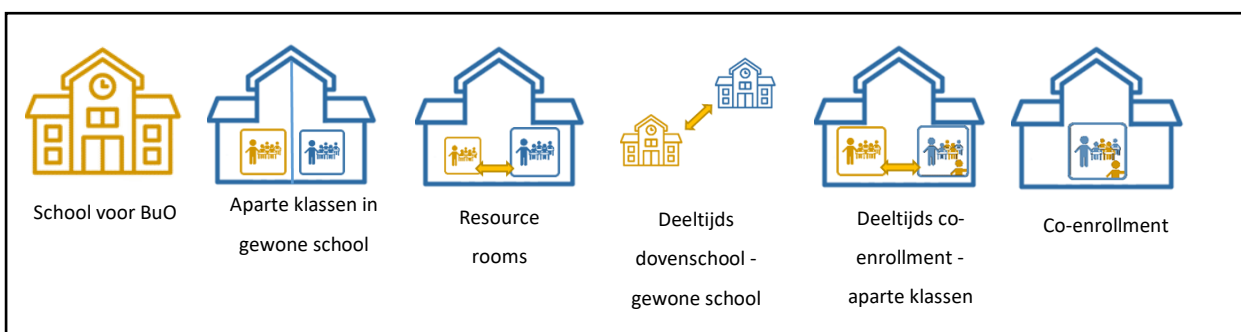 School voor BuO
Aparte klassen in
gewone school
Resource
rooms
Deeltijds
dovenschool -
gewone school
Deeltijds co-
enrollment -
aparte klassen
Co-enrollment